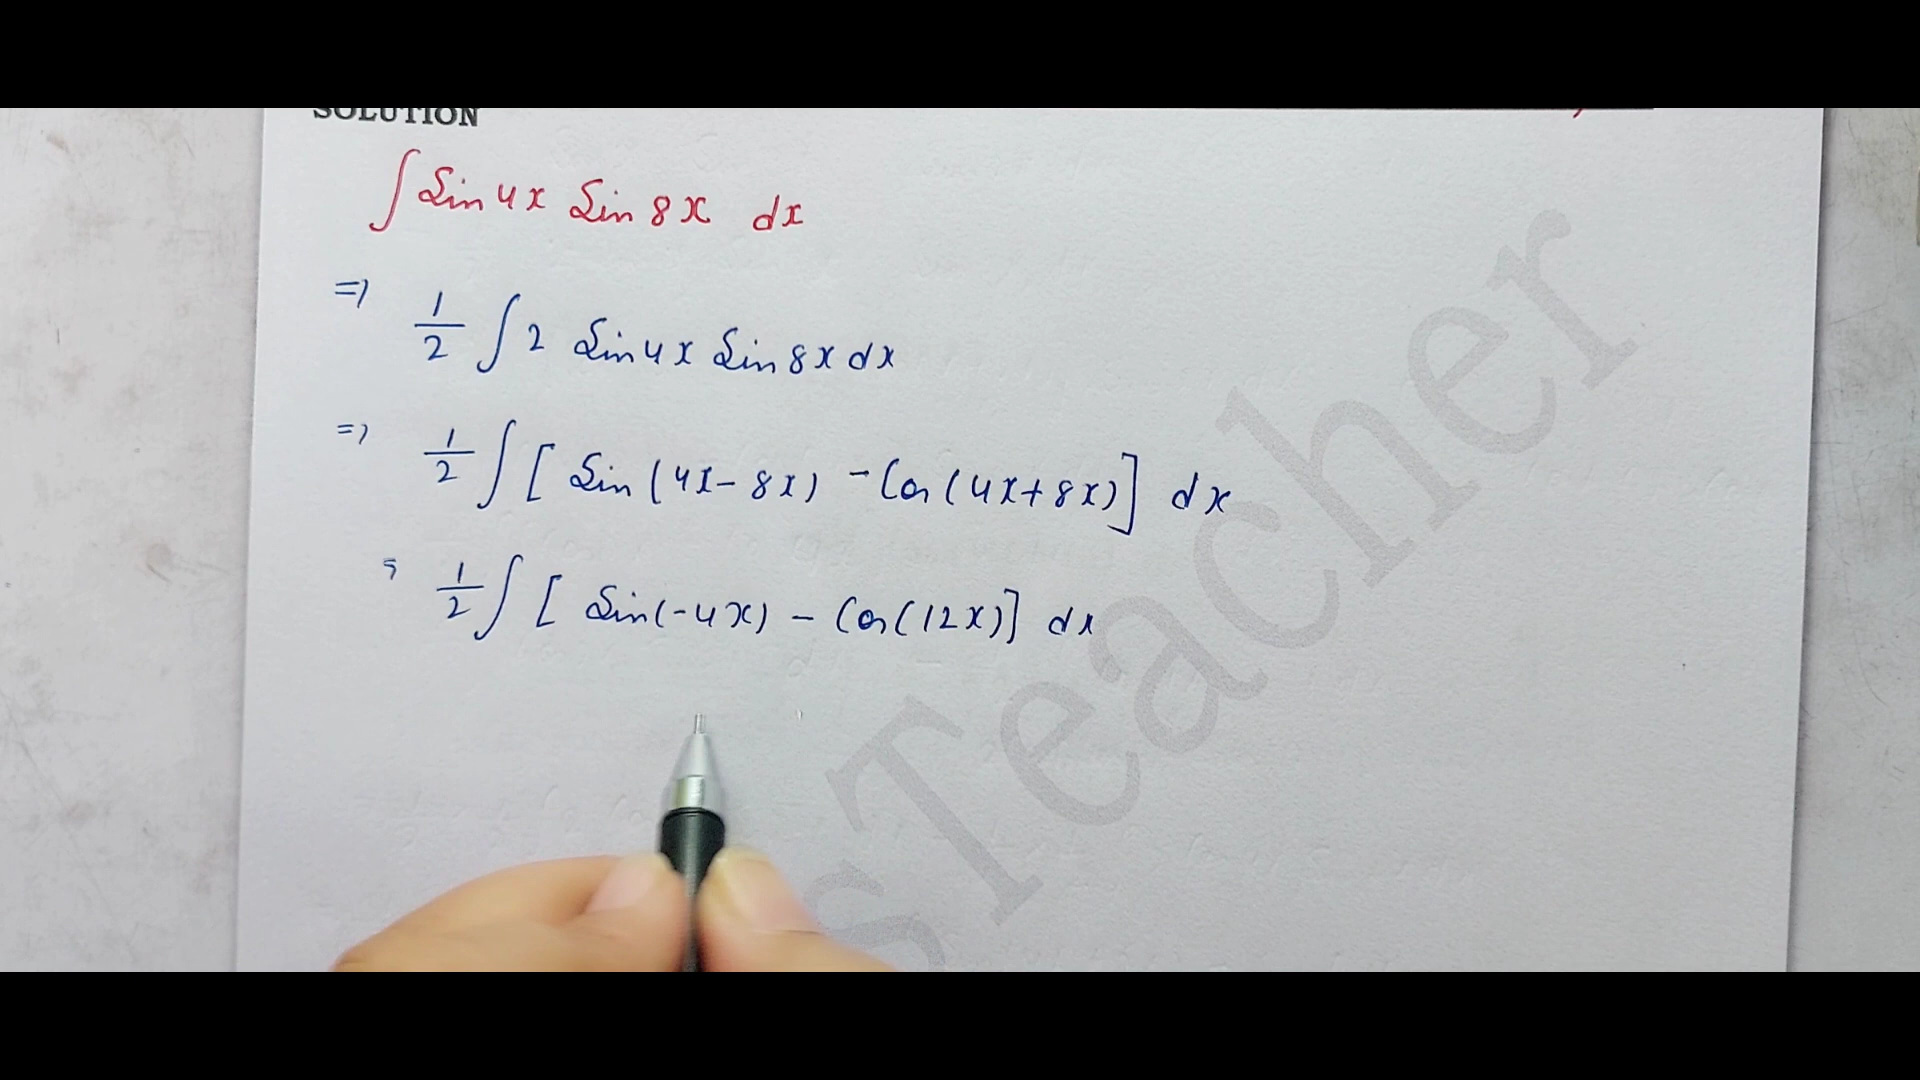 SOLUTION
∫ Sin 4x Sin 8x dx
⇒ 1/2 ∫ 2 Sin 4x Sin 8x dx
⇒ 1/2 ∫ [ Sin (4x - 8x) - Cos (4x + 8x) ] dx
⇒ 1/2 ∫ [ Sin(-4x) - Cos(12x) ] dx
sTeacher